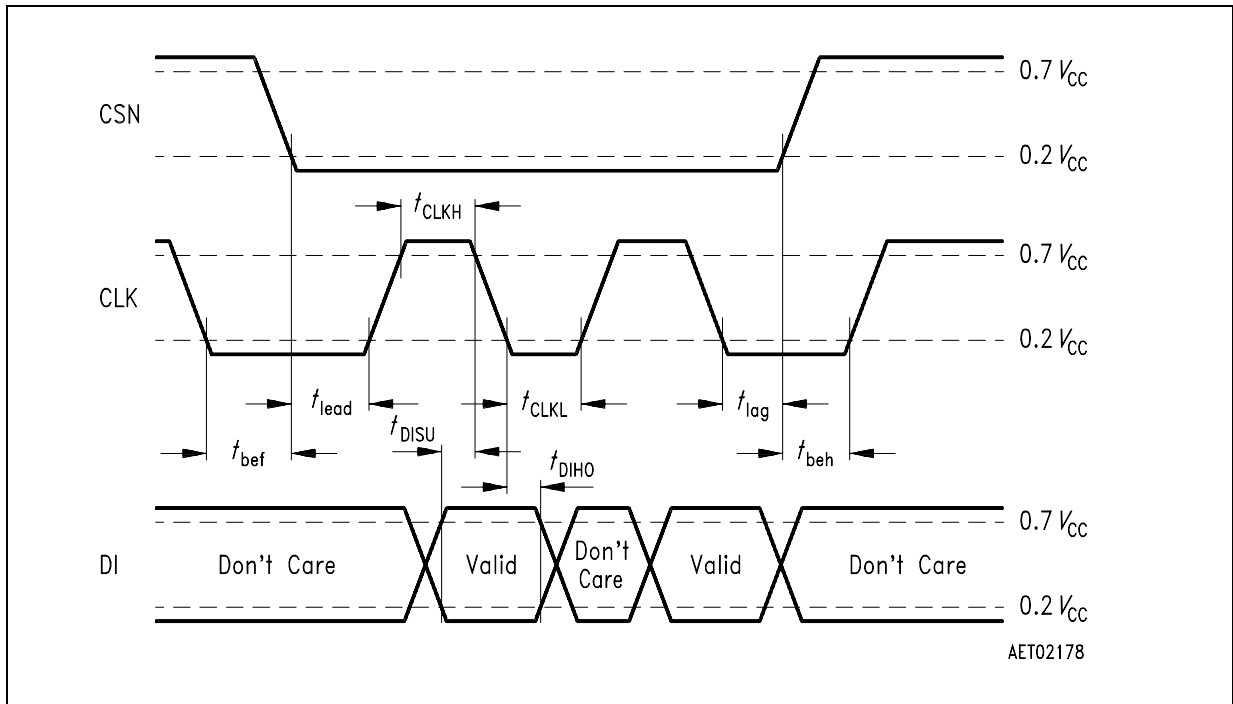 0.7 VCC
CSN
0.2 VCC
tCLKH
0.7 VCC
CLK
0.2 VCC
tlead
tCLKL
tlag
tDISU
tbef
tDIHO
tbeh
0.7 VCC
DI
Don't Care
Valid
Don't
Care
Valid
Don't Care
0.2 VCC
AET02178